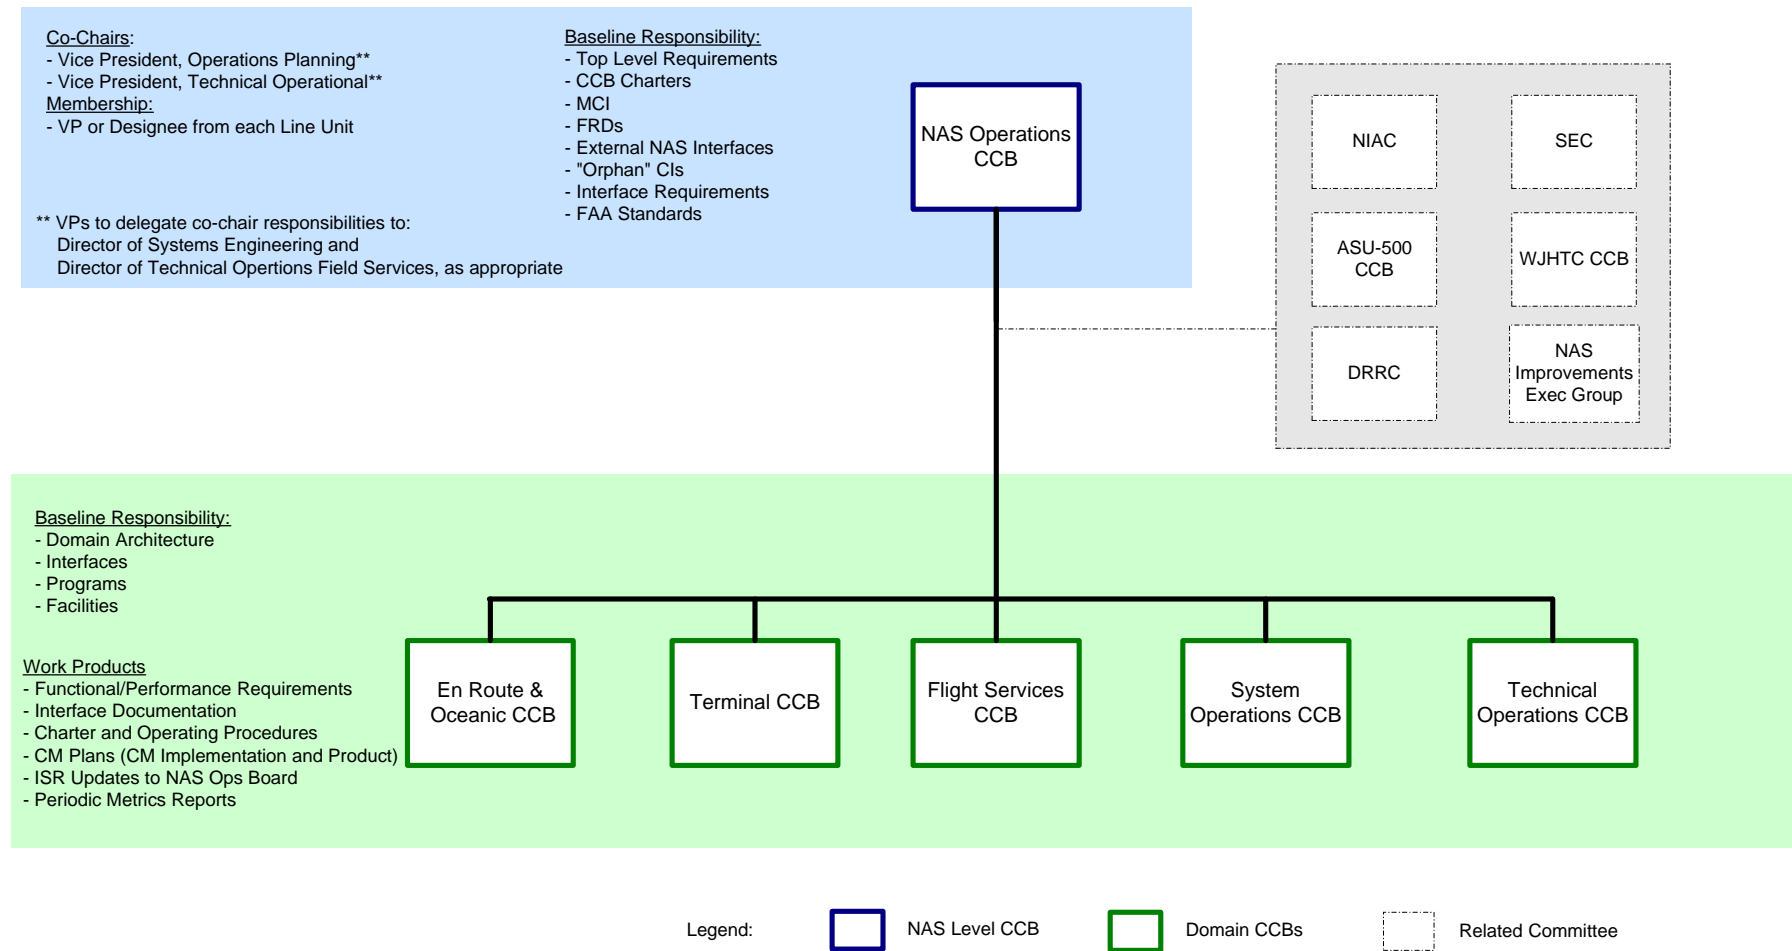 Co-Chairs:
- Vice President, Operations Planning**
- Vice President, Technical Operational**
Membership:
- VP or Designee from each Line Unit
** VPs to delegate co-chair responsibilities to:
Director of Systems Engineering and
Director of Technical Opertions Field Services, as appropriate
Baseline Responsibility:
- Top Level Requirements
- CCB Charters
- MCI
- FRDs
- External NAS Interfaces
- "Orphan" CIs
- Interface Requirements
- FAA Standards
NAS Operations
CCB
NIAC
SEC
ASU-500
CCB
WJHTC CCB
DRRC
NAS
Improvements
Exec Group
Baseline Responsibility:
- Domain Architecture
- Interfaces
- Programs
- Facilities
Work Products
- Functional/Performance Requirements
- Interface Documentation
- Charter and Operating Procedures
- CM Plans (CM Implementation and Product)
- ISR Updates to NAS Ops Board
- Periodic Metrics Reports
En Route &
Oceanic CCB
Terminal CCB
Flight Services
CCB
System
Operations CCB
Technical
Operations CCB
Legend:
NAS Level CCB
Domain CCBs
Related Committee